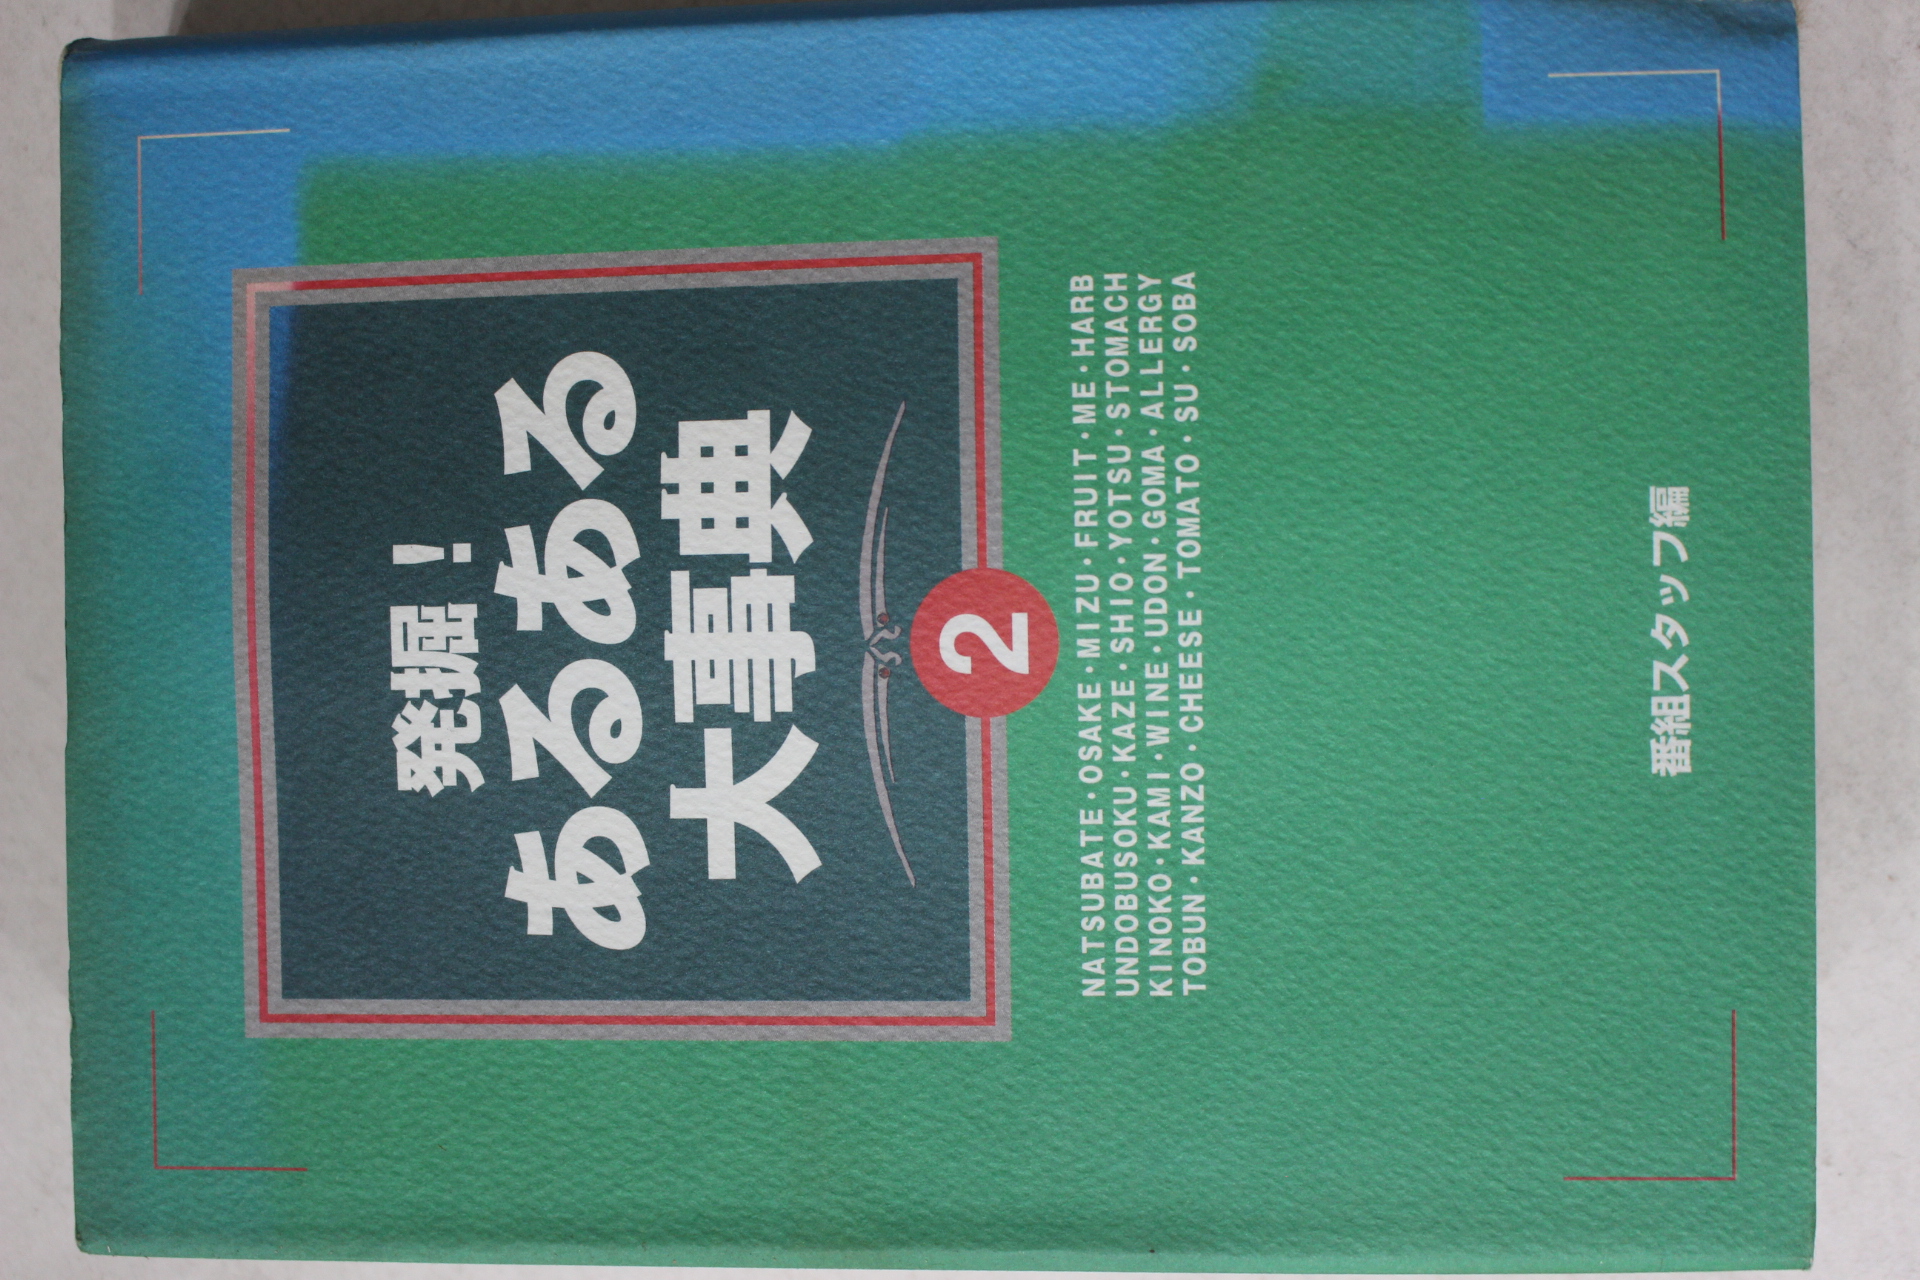 発掘！
あるある
大事典
2
NATSUBATE・OSAKE・MIZU・FRUIT・ME・HARB
UNDOBUSOKU・KAZE・SHIO・YOTSU・STOMACH
KINOKO・KAMI・WINE・UDON・GOMA・ALLERGY
TOBUN・KANZO・CHEESE・TOMATO・SU・SOBA
番組スタッフ編